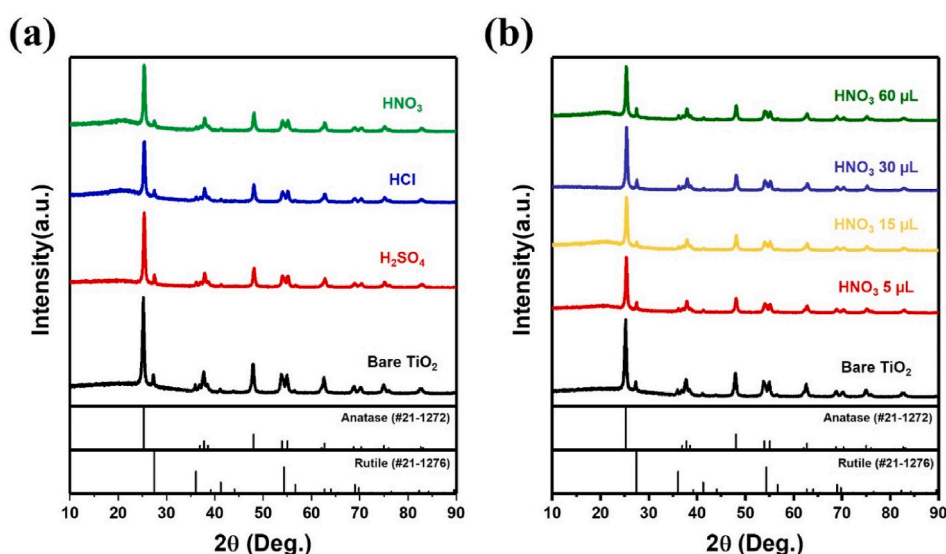 (a)
HNO₃
HCl
H₂SO₄
Bare TiO₂
Anatase (#21-1272)
Rutile (#21-1276)
Intensity(a.u.)
10 20 30 40 50 60 70 80 90
2θ (Deg.)
(b)
HNO₃ 60 μL
HNO₃ 30 μL
HNO₃ 15 μL
HNO₃ 5 μL
Bare TiO₂
Anatase (#21-1272)
Rutile (#21-1276)
Intensity(a.u.)
10 20 30 40 50 60 70 80 90
2θ (Deg.)